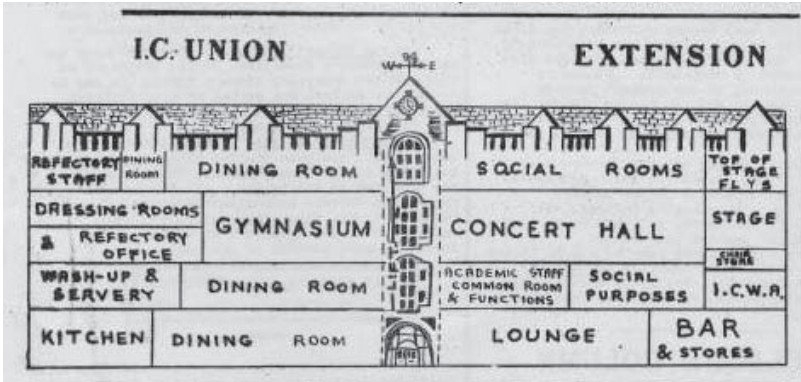 I.C. UNION EXTENSION
W E
REFECTORY STAFF
DINING ROOM
DINING ROOM
SOCIAL ROOMS
TOP OF STAGE FLYS
DRESSING ROOMS
& REFECTORY OFFICE
GYMNASIUM
CONCERT HALL
STAGE
CHAIR STORE
WASH-UP & SERVERY
DINING ROOM
ACADEMIC STAFF COMMON ROOM & FUNCTIONS
SOCIAL PURPOSES
I.C.W.A.
KITCHEN
DINING ROOM
LOUNGE
BAR & STORES